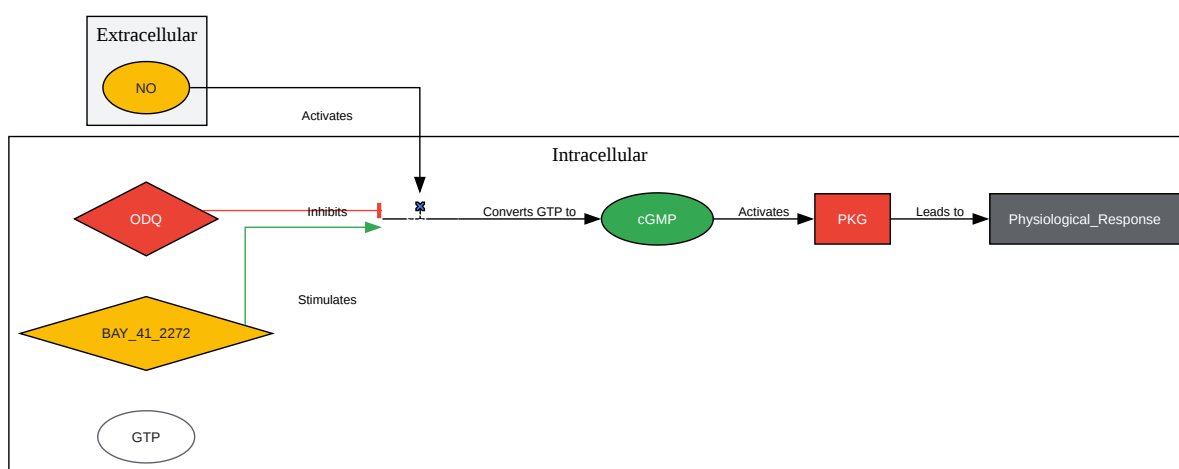 Extracellular
NO
Activates
Intracellular
ODQ
Inhibits
Converts GTP to
cGMP
Activates
PKG
Leads to
Physiological_Response
Stimulates
BAY_41_2272
GTP